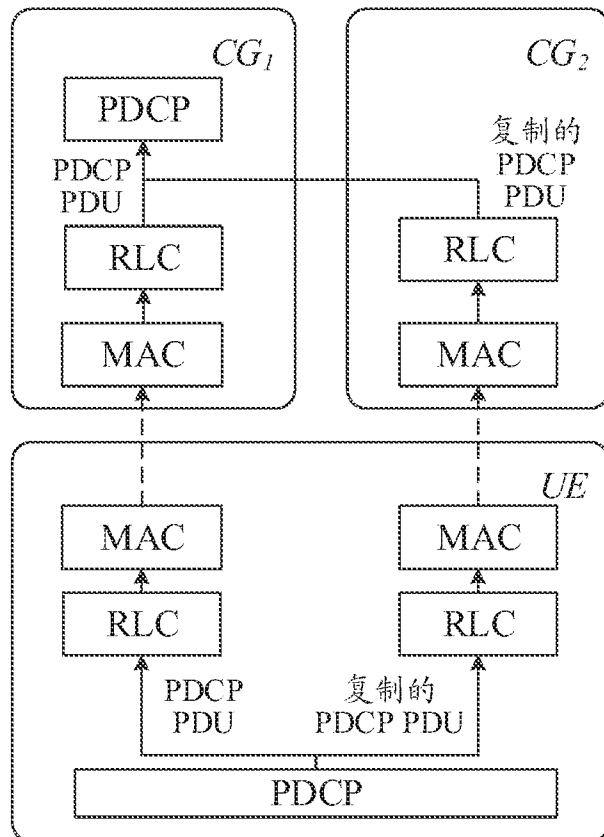 CG1
PDCP
PDCP
PDU
RLC
MAC
CG2
复制的
PDCP
PDU
RLC
MAC
UE
MAC
MAC
RLC
RLC
PDCP
PDU
复制的
PDCP PDU
PDCP